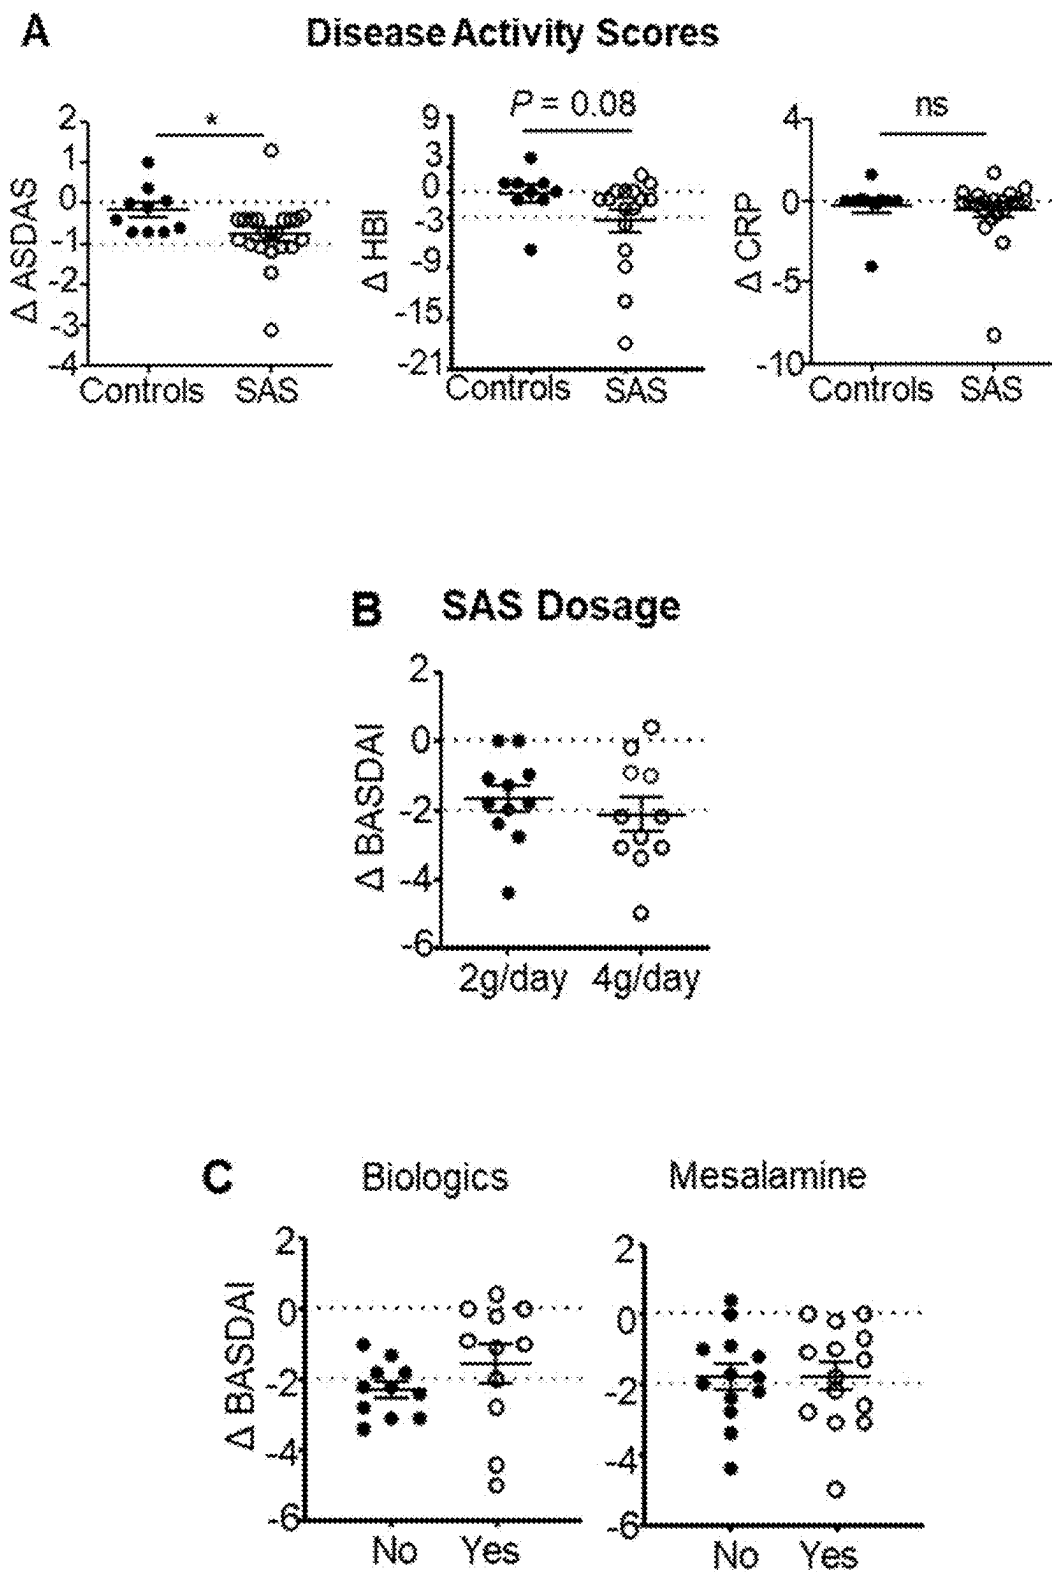 A Disease Activity Scores
* P = 0.08 ns
Δ ASDAS
2
1
0
-1
-2
-3
-4
Controls SAS
Δ HBI
9
3
0
-3
-9
-15
-21
Controls SAS
Δ CRP
4
0
-5
-10
Controls SAS
B SAS Dosage
Δ BASDAI
2
0
-2
-4
-6
2g/day 4g/day
C Biologics Mesalamine
Δ BASDAI
2
0
-2
-4
-6
No Yes
2
0
-2
-4
-6
No Yes